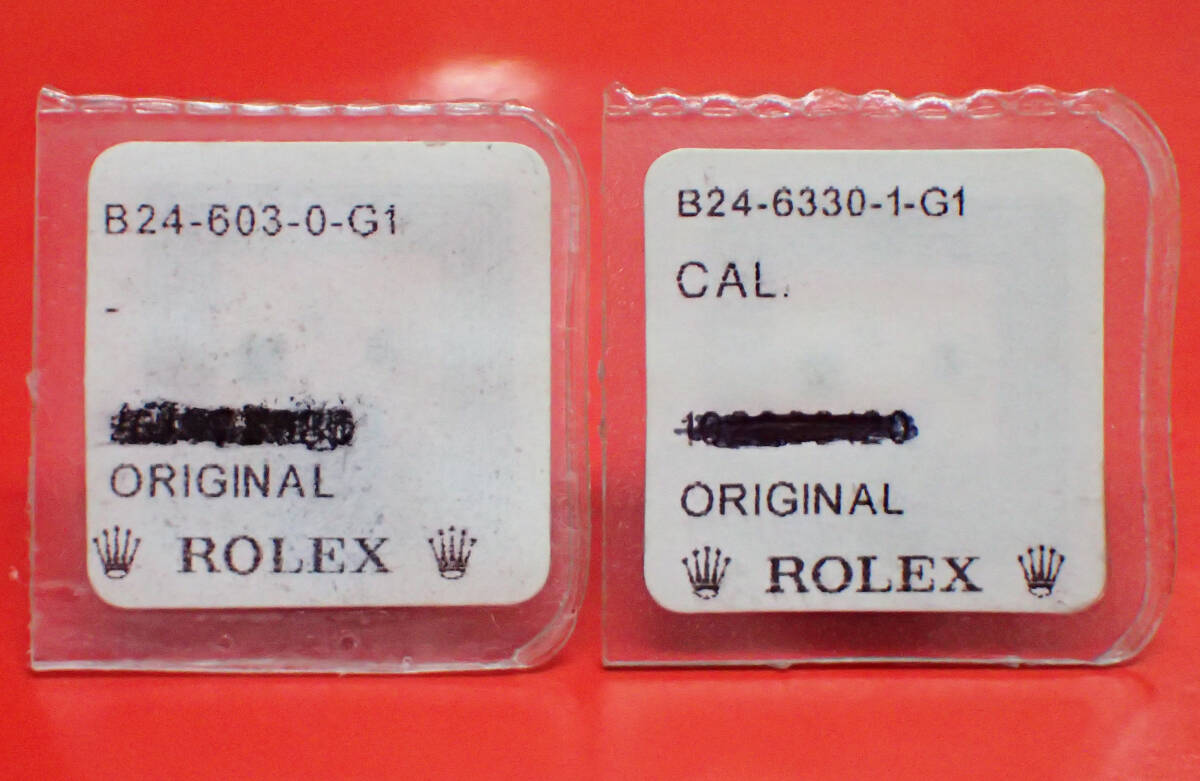 B24-603-0-G1
-
ORIGINAL
ROLEX
B24-6330-1-G1
CAL.
ORIGINAL
ROLEX